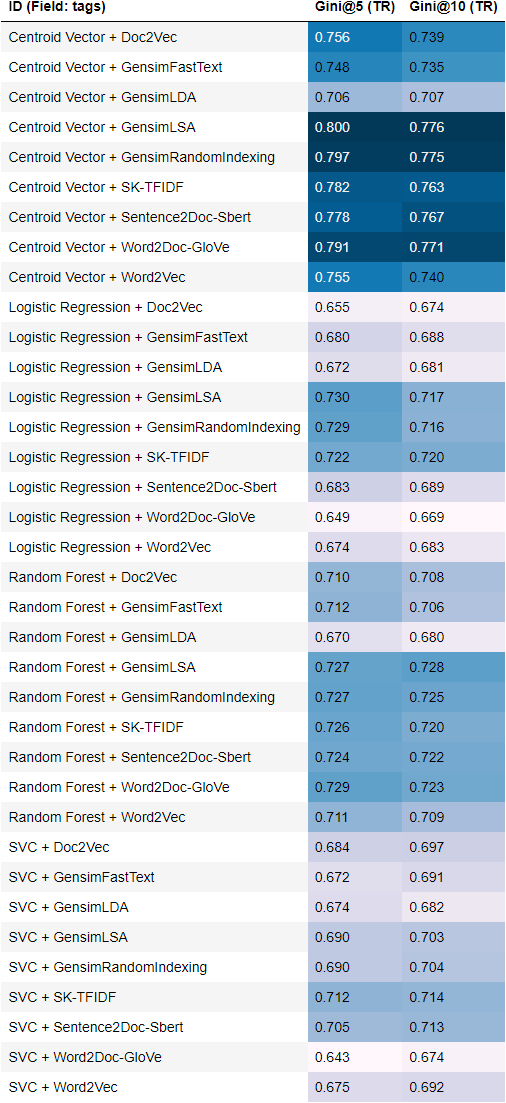 ID (Field: tags) Gini@5 (TR) Gini@10 (TR)
Centroid Vector + Doc2Vec 0.756 0.739
Centroid Vector + GensimFastText 0.748 0.735
Centroid Vector + GensimLDA 0.706 0.707
Centroid Vector + GensimLSA 0.800 0.776
Centroid Vector + GensimRandomIndexing 0.797 0.775
Centroid Vector + SK-TFIDF 0.782 0.763
Centroid Vector + Sentence2Doc-Sbert 0.778 0.767
Centroid Vector + Word2Doc-GloVe 0.791 0.771
Centroid Vector + Word2Vec 0.755 0.740
Logistic Regression + Doc2Vec 0.655 0.674
Logistic Regression + GensimFastText 0.680 0.688
Logistic Regression + GensimLDA 0.672 0.681
Logistic Regression + GensimLSA 0.730 0.717
Logistic Regression + GensimRandomIndexing 0.729 0.716
Logistic Regression + SK-TFIDF 0.722 0.720
Logistic Regression + Sentence2Doc-Sbert 0.683 0.689
Logistic Regression + Word2Doc-GloVe 0.649 0.669
Logistic Regression + Word2Vec 0.674 0.683
Random Forest + Doc2Vec 0.710 0.708
Random Forest + GensimFastText 0.712 0.706
Random Forest + GensimLDA 0.670 0.680
Random Forest + GensimLSA 0.727 0.728
Random Forest + GensimRandomIndexing 0.727 0.725
Random Forest + SK-TFIDF 0.726 0.720
Random Forest + Sentence2Doc-Sbert 0.724 0.722
Random Forest + Word2Doc-GloVe 0.729 0.723
Random Forest + Word2Vec 0.711 0.709
SVC + Doc2Vec 0.684 0.697
SVC + GensimFastText 0.672 0.691
SVC + GensimLDA 0.674 0.682
SVC + GensimLSA 0.690 0.703
SVC + GensimRandomIndexing 0.690 0.704
SVC + SK-TFIDF 0.712 0.714
SVC + Sentence2Doc-Sbert 0.705 0.713
SVC + Word2Doc-GloVe 0.643 0.674
SVC + Word2Vec 0.675 0.692